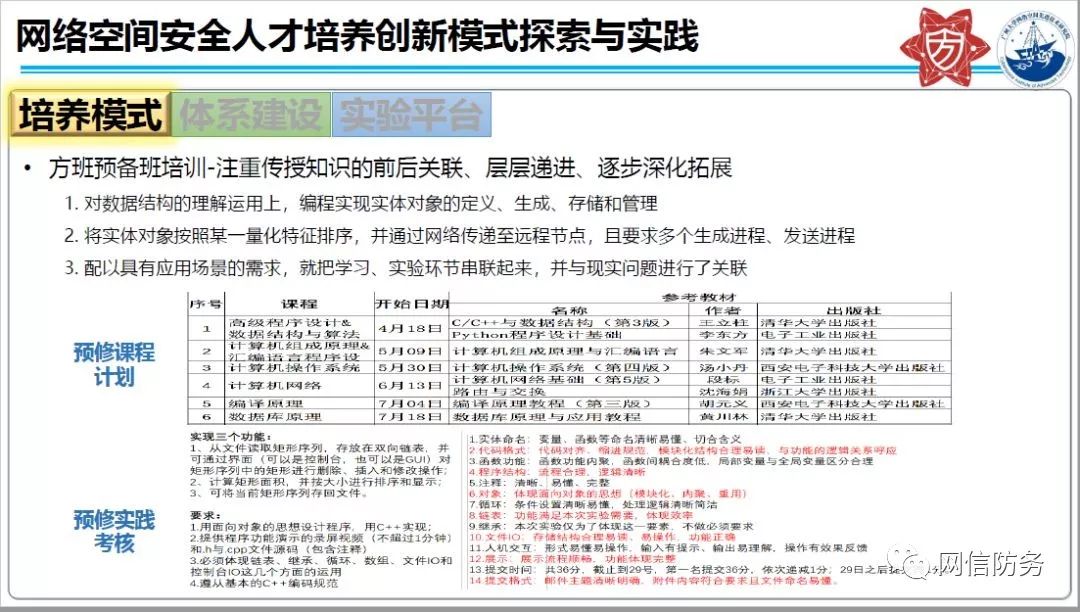 网络空间安全人才培养创新模式探索与实践
培养模式 体系建设 实验平台
• 方班预备班培训-注重传授知识的前后关联、层层递进、逐步深化拓展
1. 对数据结构的理解运用上，编程实现实体对象的定义、生成、存储和管理
2. 将实体对象按照某一量化特征排序，并通过网络传递至远程节点，且要求多个生成进程、发送进程
3. 配以具有应用场景的需求，就把学习、实验环节串联起来，并与现实问题进行了关联
预修课程
计划
序号 课程 开始日期 参考教材
名称 作者 出版社
1 高级程序设计& 4月18日 C/C++与数据结构（第3版） 王立柱 清华大学出版社
数据结构与算法 Python程序设计基础 李东方 电子工业出版社
2 计算机组成原理& 5月09日 计算机组成原理与汇编语言 朱文军 清华大学出版社
汇编语言程序设
3 计算机操作系统 5月30日 计算机操作系统（第四版） 汤小丹 西安电子科技大学出版社
4 计算机网络 6月13日 计算机网络基础（第5版） 段标 电子工业出版社
路由与交换 沈海娟 浙江大学出版社
5 编译原理 7月04日 编译原理教程（第三版） 胡元义 西安电子科技大学出版社
6 数据库原理 7月18日 数据库原理与应用教程 黄川林 清华大学出版社
预修实践
考核
实现三个功能：
1、从文件读取矩形序列，存放在双向链表，并
可通过界面（可以是控制台，也可以是GUI）对
矩形序列中的矩形进行删除、插入和修改操作；
2、计算矩形面积，并按大小进行排序和显示；
3、可将当前矩形序列存回文件。
要求：
1.用面向对象的思想设计程序，用C++实现；
2.提供程序功能演示的录屏视频（不超过1分钟）
和.h与.cpp文件源码（包含注释）
3.必须体现链表、继承、循环、数组、文件IO和
控制台IO这几个方面的运用
4.遵从基本的C++编码规范
1.实体命名：变量、函数等命名清晰易懂、切合含义
2.代码格式：代码对齐，缩进规范，模块化结构合理易读、与功能的逻辑关系呼应
3.函数功能：函数功能内聚，函数间耦合度低，局部变量与全局变量区分合理
4.程序结构：流程合理，逻辑清晰
5.注释：清晰、易懂、完整
6.对象：体现面向对象的思想（模块化、内聚、重用）
7.循环：条件设置清晰易懂，处理逻辑清晰简洁
8.链表：功能满足本次实验需要，体现效率
9.继承：本次实验仅为了体现这一要素，不做必须要求
10.文件IO：存储结构合理易读、易操作，功能正确
11.人机交互：形式易懂易操作，输入有提示、输出易理解，操作有效果反馈
12.展示：展示流程顺畅，功能体现完整
13.提交时间：共36分，截止到29号，第一名提交36分，依次递减1分；29日之后
14.提交格式：邮件主题清晰明确，附件内容符合要求且文件命名易懂。
网信防务